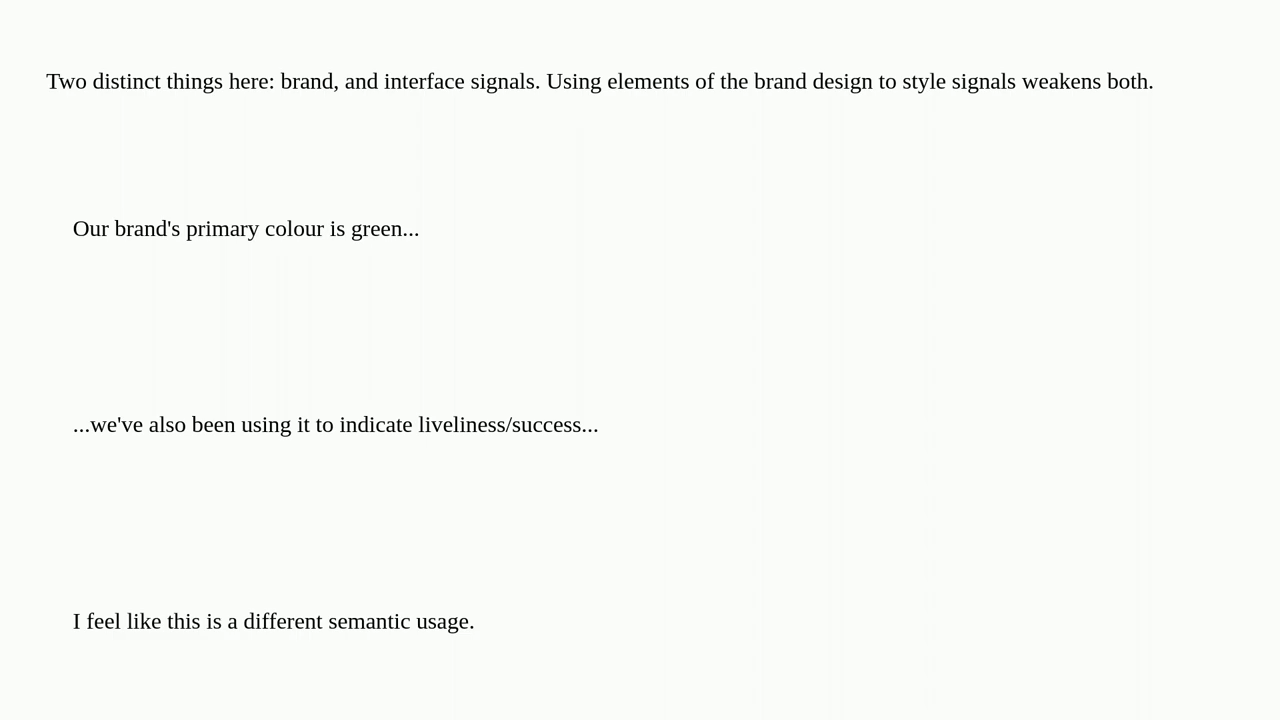 Two distinct things here: brand, and interface signals. Using elements of the brand design to style signals weakens both.
Our brand's primary colour is green...
...we've also been using it to indicate liveliness/success...
I feel like this is a different semantic usage.